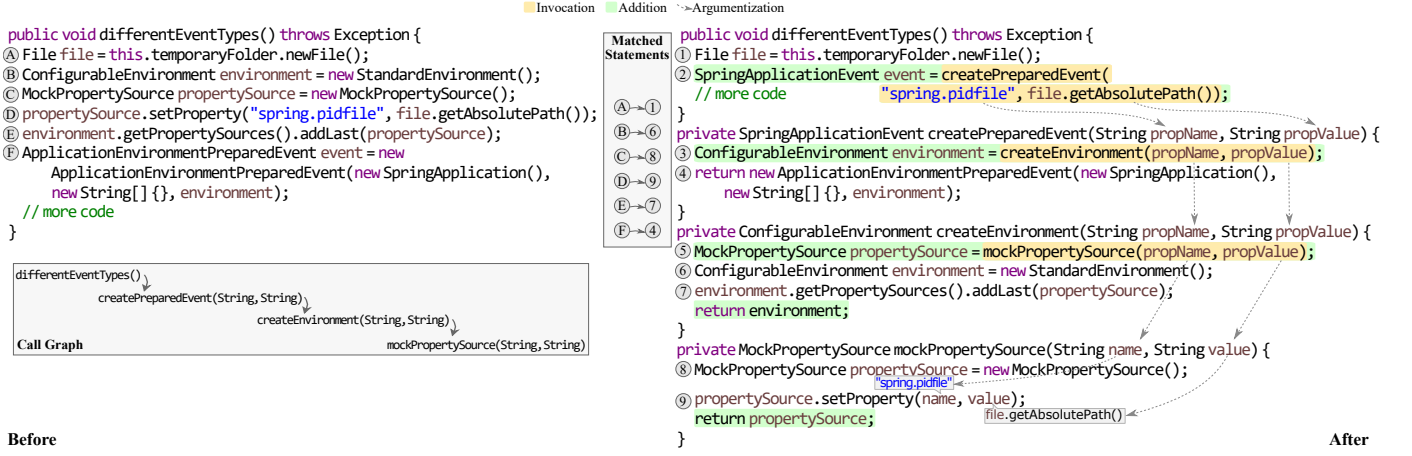 Invocation Addition Argumentization
public void differentEventTypes() throws Exception {
Ⓐ File file = this.temporaryFolder.newFile();
Ⓑ ConfigurableEnvironment environment = new StandardEnvironment();
Ⓒ MockPropertySource propertySource = new MockPropertySource();
Ⓓ propertySource.setProperty("spring.pidfile", file.getAbsolutePath());
Ⓔ environment.getPropertySources().addLast(propertySource);
Ⓕ ApplicationEnvironmentPreparedEvent event = new
ApplicationEnvironmentPreparedEvent(new SpringApplication(),
new String[] {}, environment);
// more code
}
differentEventTypes()
createPreparedEvent(String,String)
createEnvironment(String,String)
Call Graph mockPropertySource(String,String)
Before
Matched
Statements
Ⓐ ①
Ⓑ ⑥
Ⓒ ⑧
Ⓓ ⑨
Ⓔ ⑦
Ⓕ ④
public void differentEventTypes() throws Exception {
① File file = this.temporaryFolder.newFile();
② SpringApplicationEvent event = createPreparedEvent(
// more code "spring.pidfile", file.getAbsolutePath());
}
private SpringApplicationEvent createPreparedEvent(String propName, String propValue) {
③ ConfigurableEnvironment environment = createEnvironment(propName, propValue);
④ return new ApplicationEnvironmentPreparedEvent(new SpringApplication(),
new String[] {}, environment);
}
private ConfigurableEnvironment createEnvironment(String propName, String propValue) {
⑤ MockPropertySource propertySource = mockPropertySource(propName, propValue);
⑥ ConfigurableEnvironment environment = new StandardEnvironment();
⑦ environment.getPropertySources().addLast(propertySource);
return environment;
}
private MockPropertySource mockPropertySource(String name, String value) {
⑧ MockPropertySource propertySource = new MockPropertySource();
"spring.pidfile"
⑨ propertySource.setProperty(name, value);
return propertySource; file.getAbsolutePath()
}
After